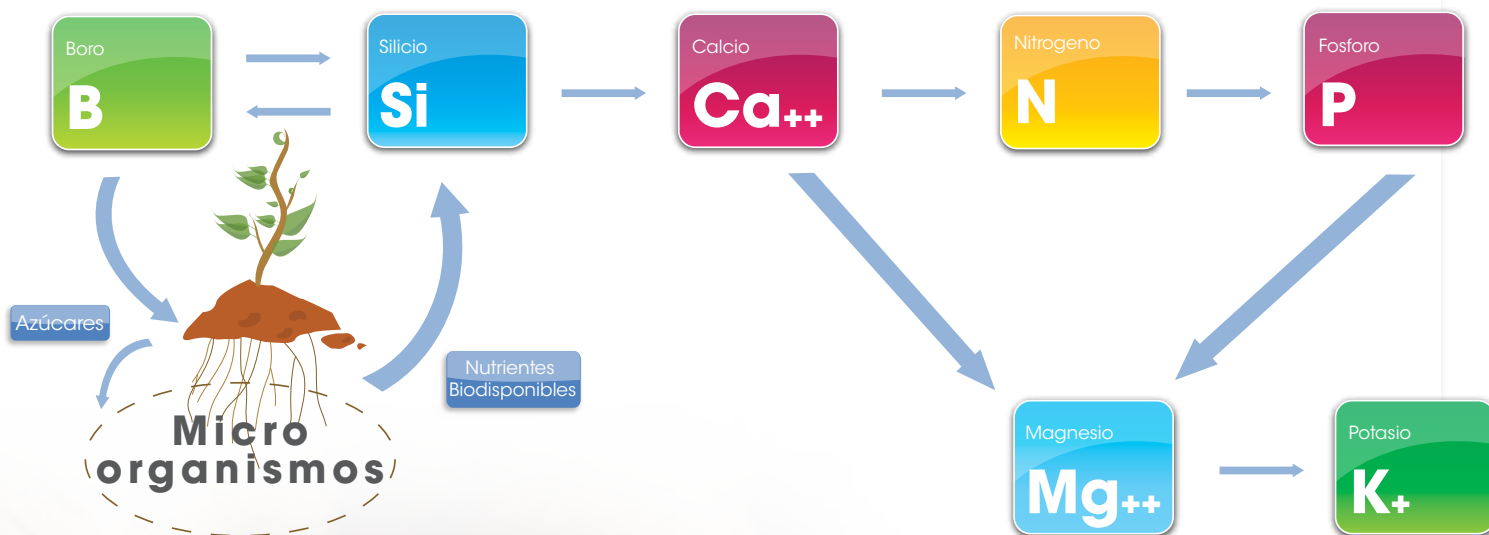 Boro
B
Silicio
Si
Calcio
Ca++
Nitrogeno
N
Fosforo
P
Azúcares
Nutrientes
Biodisponibles
Micro
organismos
Magnesio
Mg++
Potasio
K+